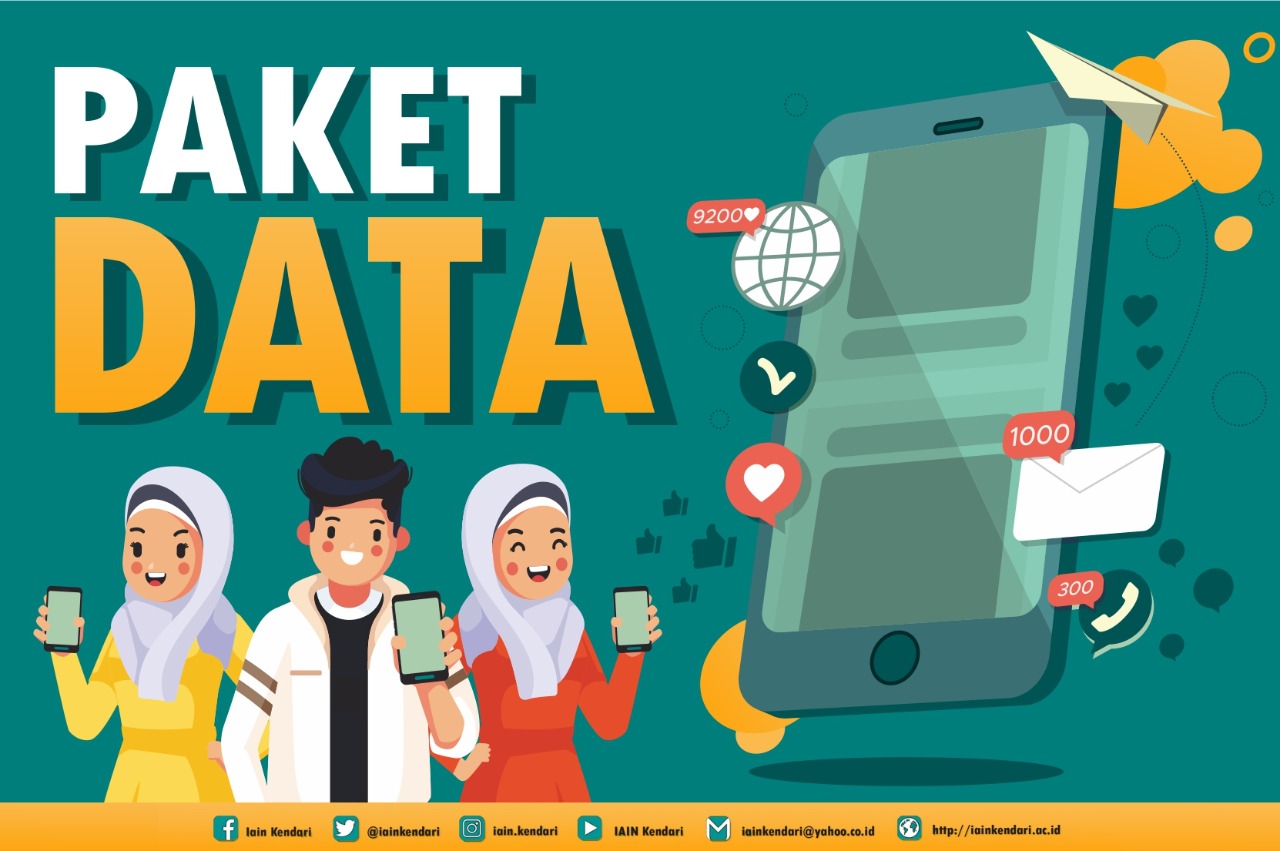 PAKET
DATA
9200
1000
300
Iain Kendari @iainkendari iain.kendari IAIN Kendari iainkendari@yahoo.co.id http://iainkendari.ac.id